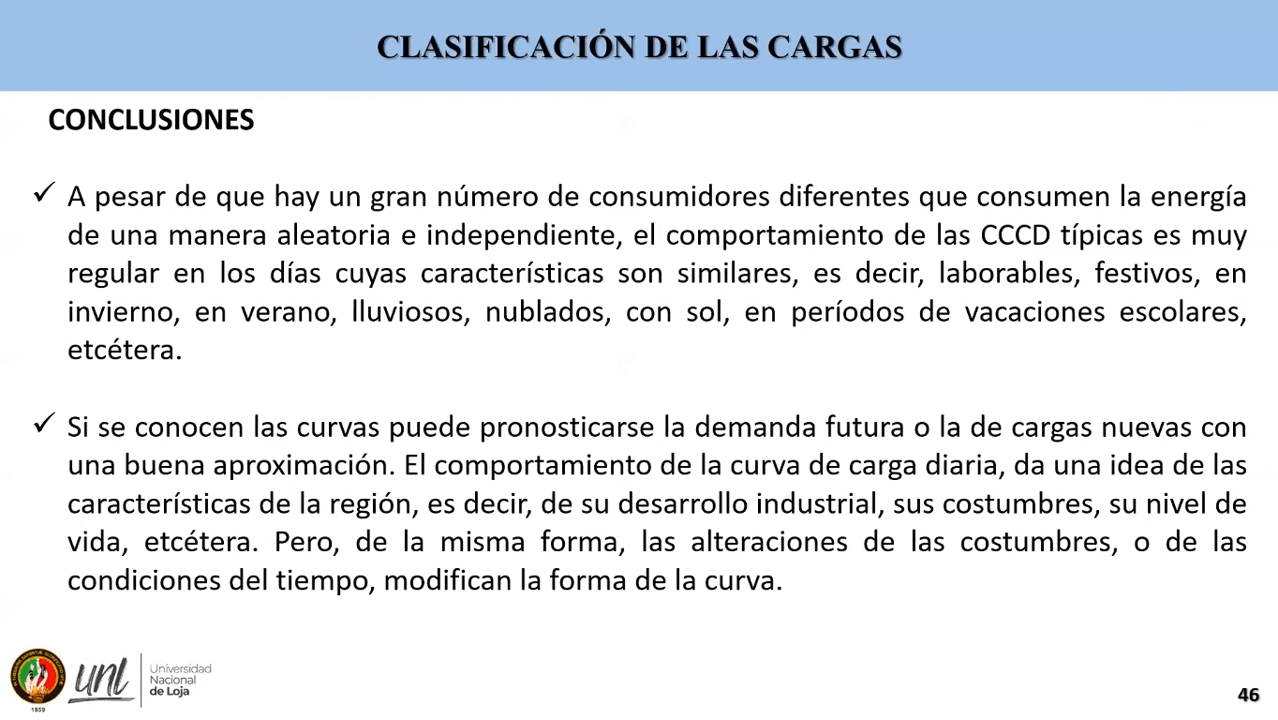 CLASIFICACIÓN DE LAS CARGAS
CONCLUSIONES
✓ A pesar de que hay un gran número de consumidores diferentes que consumen la energía
de una manera aleatoria e independiente, el comportamiento de las CCCD típicas es muy
regular en los días cuyas características son similares, es decir, laborables, festivos, en
invierno, en verano, lluviosos, nublados, con sol, en períodos de vacaciones escolares,
etcétera.
✓ Si se conocen las curvas puede pronosticarse la demanda futura o la de cargas nuevas con
una buena aproximación. El comportamiento de la curva de carga diaria, da una idea de las
características de la región, es decir, de su desarrollo industrial, sus costumbres, su nivel de
vida, etcétera. Pero, de la misma forma, las alteraciones de las costumbres, o de las
condiciones del tiempo, modifican la forma de la curva.
1859
unl
Universidad
Nacional
de Loja
46